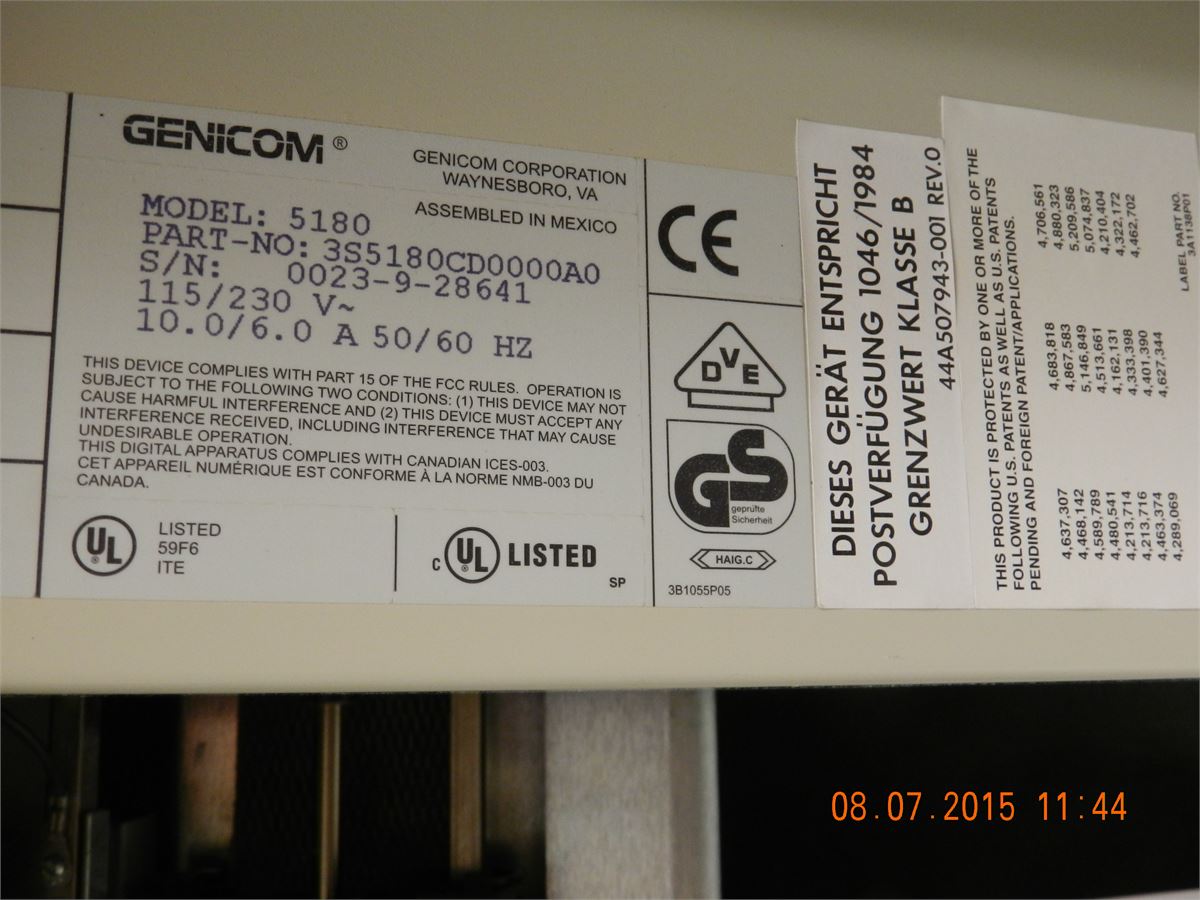 GENICOM ®
GENICOM CORPORATION
WAYNESBORO, VA
ASSEMBLED IN MEXICO
MODEL: 5180
PART-NO: 3S5180CD0000A0
S/N: 0023-9-28641
115/230 V~
10.0/6.0 A 50/60 HZ
THIS DEVICE COMPLIES WITH PART 15 OF THE FCC RULES. OPERATION IS
SUBJECT TO THE FOLLOWING TWO CONDITIONS: (1) THIS DEVICE MAY NOT
CAUSE HARMFUL INTERFERENCE AND (2) THIS DEVICE MUST ACCEPT ANY
INTERFERENCE RECEIVED, INCLUDING INTERFERENCE THAT MAY CAUSE
UNDESIRABLE OPERATION.
THIS DIGITAL APPARATUS COMPLIES WITH CANADIAN ICES-003.
CET APPAREIL NUMÉRIQUE EST CONFORME À LA NORME NMB-003 DU
CANADA.
UL
LISTED
59F6
ITE
C UL LISTED
SP
CE
DVE
GS
geprüfte
Sicherheit
HAIG.C
3B1055P05
DIESES GERÄT ENTSPRICHT
POSTVERFÜGUNG 1046/1984
GRENZWERT KLASSE B
44A507943-001 REV.0
THIS PRODUCT IS PROTECTED BY ONE OR MORE OF THE
FOLLOWING U.S. PATENTS AS WELL AS U.S. PATENTS
PENDING AND FOREIGN PATENT/APPLICATIONS.
4,637,307 4,683,818 4,706,561
4,468,142 4,867,583 4,880,323
4,589,789 5,146,849 5,209,586
4,480,541 4,513,661 5,074,837
4,213,714 4,162,131 4,210,404
4,213,716 4,333,398 4,322,172
4,463,374 4,401,390 4,462,702
4,289,069 4,627,344
LABEL PART NO.
3A1138P01
08.07.2015 11:44